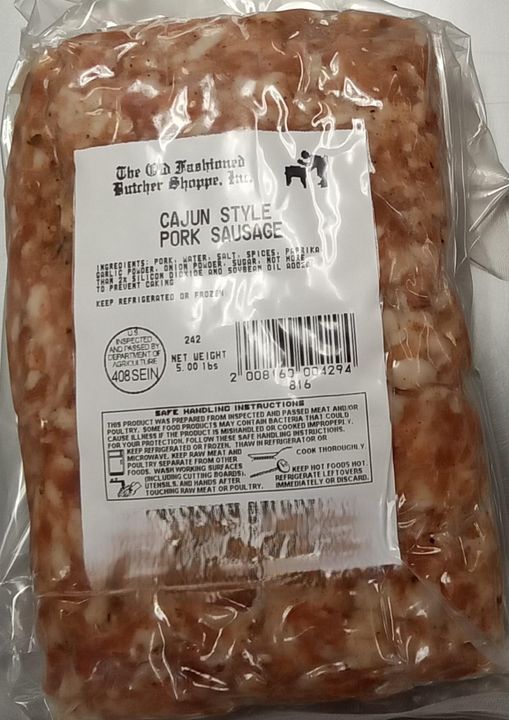 The Old Fashioned
Butcher Shoppe, Inc.
CAJUN STYLE
PORK SAUSAGE
INGREDIENTS: PORK, WATER, SALT, SPICES, PAPRIKA
GARLIC POWDER, ONION POWDER, SUGAR, NOT MORE
THAN 2% SILICON DIOXIDE AND SOYBEAN OIL ADDED
TO PREVENT CAKING
KEEP REFRIGERATED OR FROZEN
U.S.
INSPECTED
AND PASSED BY
DEPARTMENT OF
AGRICULTURE
408SEIN
242
NET WEIGHT
5.00 lbs
2 008160 004294
816
SAFE HANDLING INSTRUCTIONS
THIS PRODUCT WAS PREPARED FROM INSPECTED AND PASSED MEAT AND/OR
POULTRY. SOME FOOD PRODUCTS MAY CONTAIN BACTERIA THAT COULD
CAUSE ILLNESS IF THE PRODUCT IS MISHANDLED OR COOKED IMPROPERLY.
FOR YOUR PROTECTION, FOLLOW THESE SAFE HANDLING INSTRUCTIONS.
KEEP REFRIGERATED OR FROZEN. THAW IN REFRIGERATOR OR
MICROWAVE.
KEEP RAW MEAT AND
POULTRY SEPARATE FROM OTHER
FOODS. WASH WORKING SURFACES
(INCLUDING CUTTING BOARDS),
UTENSILS, AND HANDS AFTER
TOUCHING RAW MEAT OR POULTRY.
COOK THOROUGHLY
KEEP HOT FOODS HOT.
REFRIGERATE LEFTOVERS
IMMEDIATELY OR DISCARD.